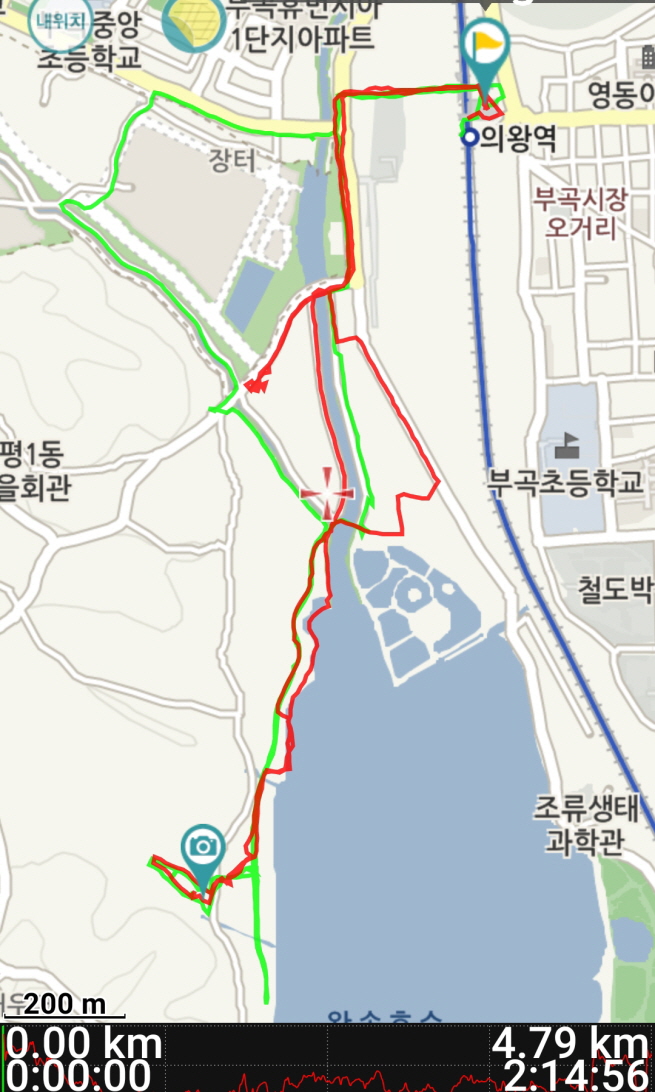 내위치
중앙
초등학교
1단지아파트
장터
영동
의왕역
부곡시장
오거리
평1동
을회관
부곡초등학교
철도박
조류생태
과학관
200 m
0.00 km
4.79 km
0:00:00
2:14:56